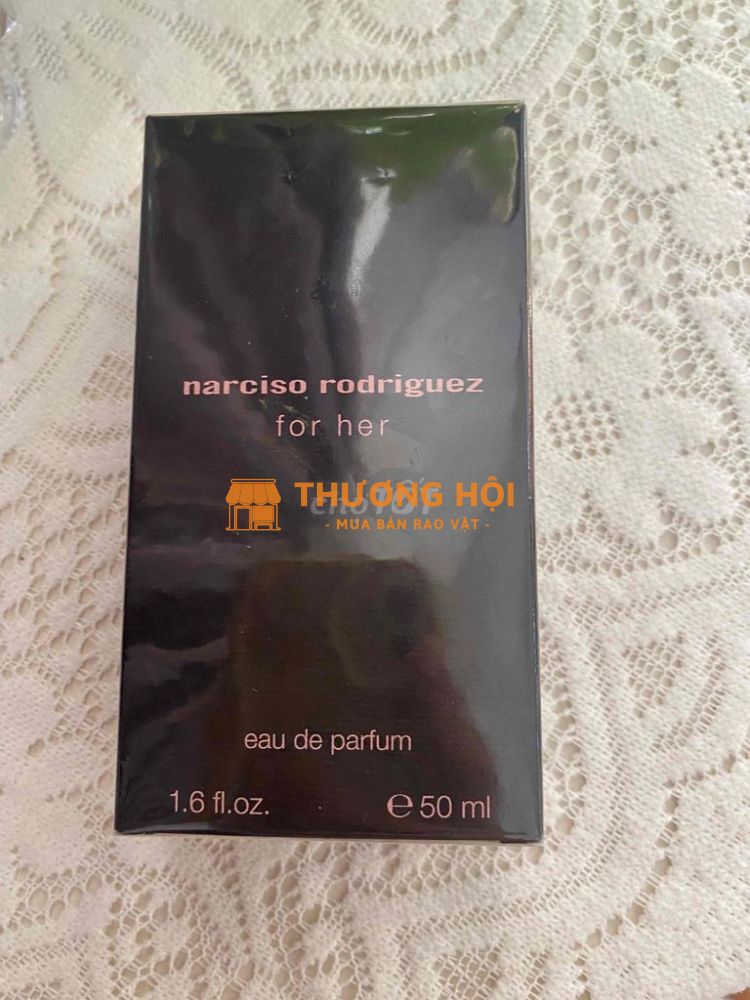 narciso rodriguez
for her
THƯƠNG HỘI
- MUA BÁN RAO VẶT -
eau de parfum
1.6 fl.oz. ℮ 50 ml